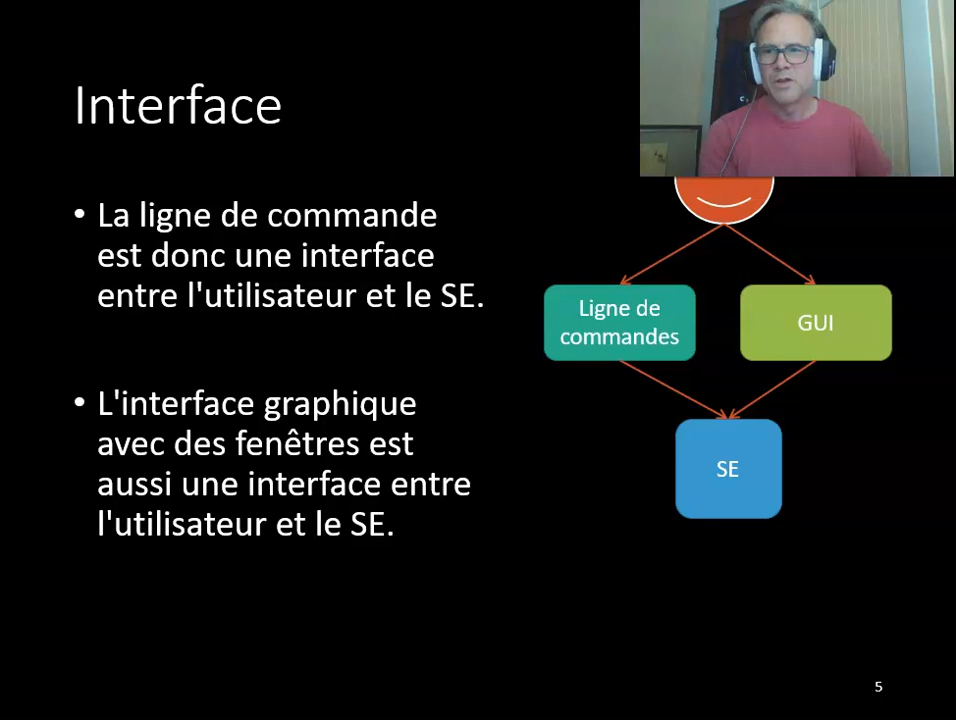 Interface
• La ligne de commande
est donc une interface
entre l'utilisateur et le SE.
• L'interface graphique
avec des fenêtres est
aussi une interface entre
l'utilisateur et le SE.
Ligne de
commandes
GUI
SE
5